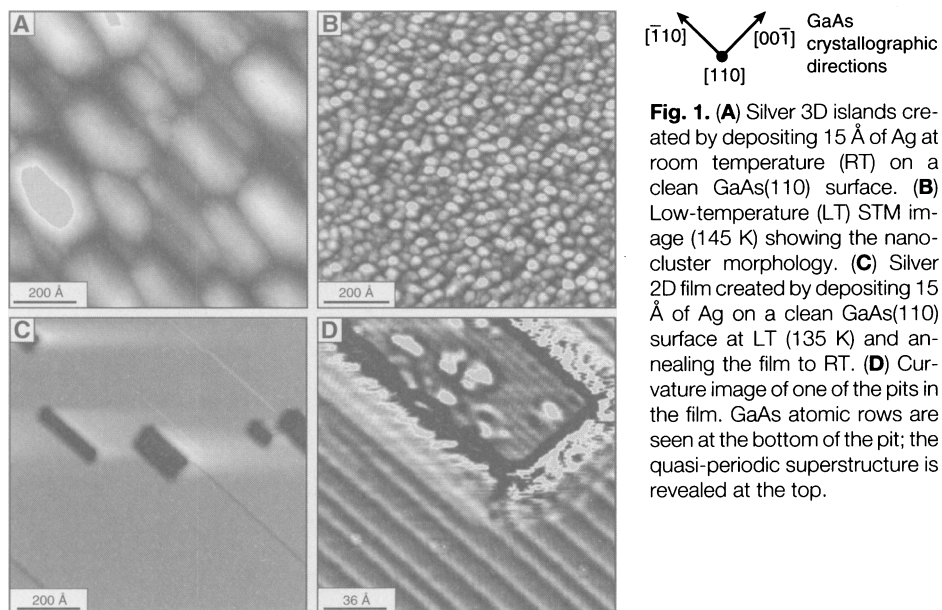 A
B
200 Å
200 Å
C
D
200 Å
36 Å
[1̅10]
[001̅]
[110]
GaAs
crystallographic
directions
Fig. 1. (A) Silver 3D islands cre-
ated by depositing 15 Å of Ag at
room temperature (RT) on a
clean GaAs(110) surface. (B)
Low-temperature (LT) STM im-
age (145 K) showing the nano-
cluster morphology. (C) Silver
2D film created by depositing 15
Å of Ag on a clean GaAs(110)
surface at LT (135 K) and an-
nealing the film to RT. (D) Cur-
vature image of one of the pits in
the film. GaAs atomic rows are
seen at the bottom of the pit; the
quasi-periodic superstructure is
revealed at the top.